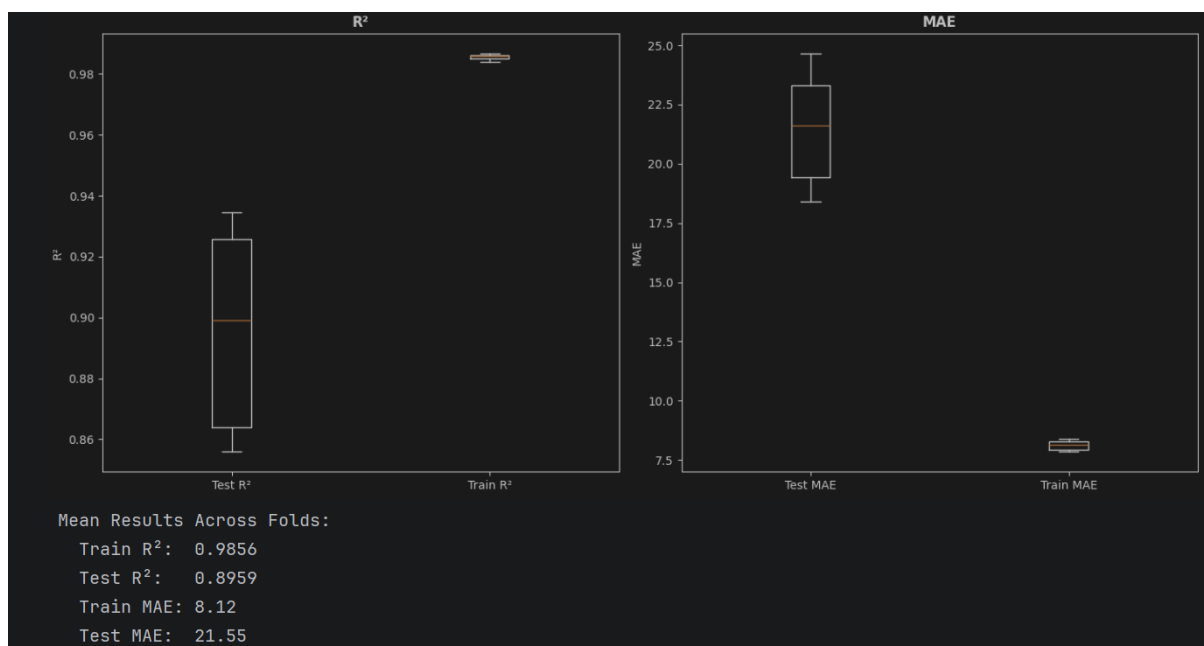 R²
MAE
0.98
0.96
0.94
0.92
0.90
0.88
0.86
R²
Test R²
Train R²
25.0
22.5
20.0
17.5
15.0
12.5
10.0
7.5
MAE
Test MAE
Train MAE
Mean Results Across Folds:
Train R²: 0.9856
Test R²: 0.8959
Train MAE: 8.12
Test MAE: 21.55